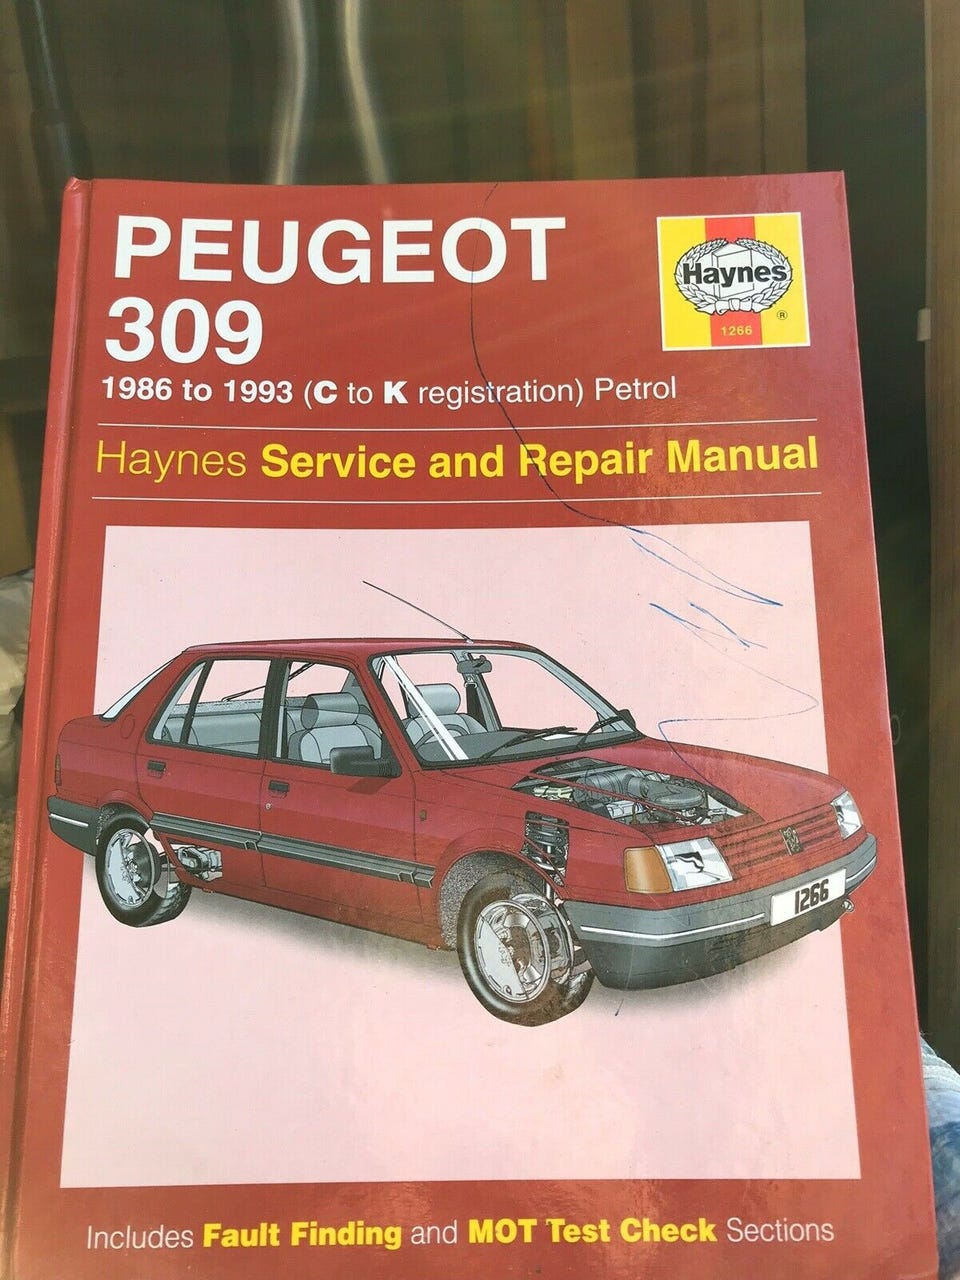 PEUGEOT
309
1986 to 1993 (C to K registration) Petrol
Haynes
®
1266
Haynes Service and Repair Manual
1266
Includes Fault Finding and MOT Test Check Sections